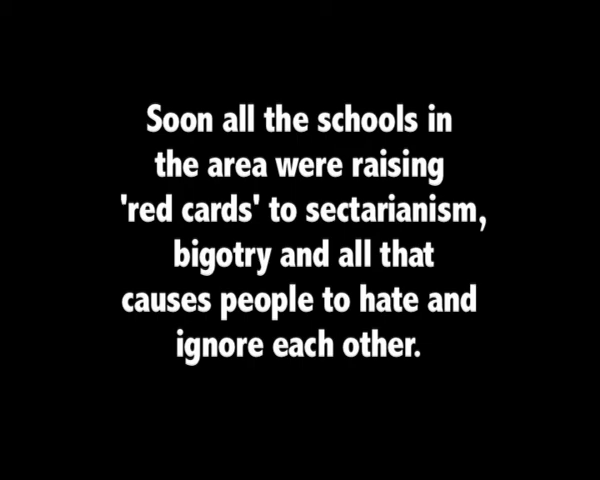 Soon all the schools in
the area were raising
'red cards' to sectarianism,
bigotry and all that
causes people to hate and
ignore each other.